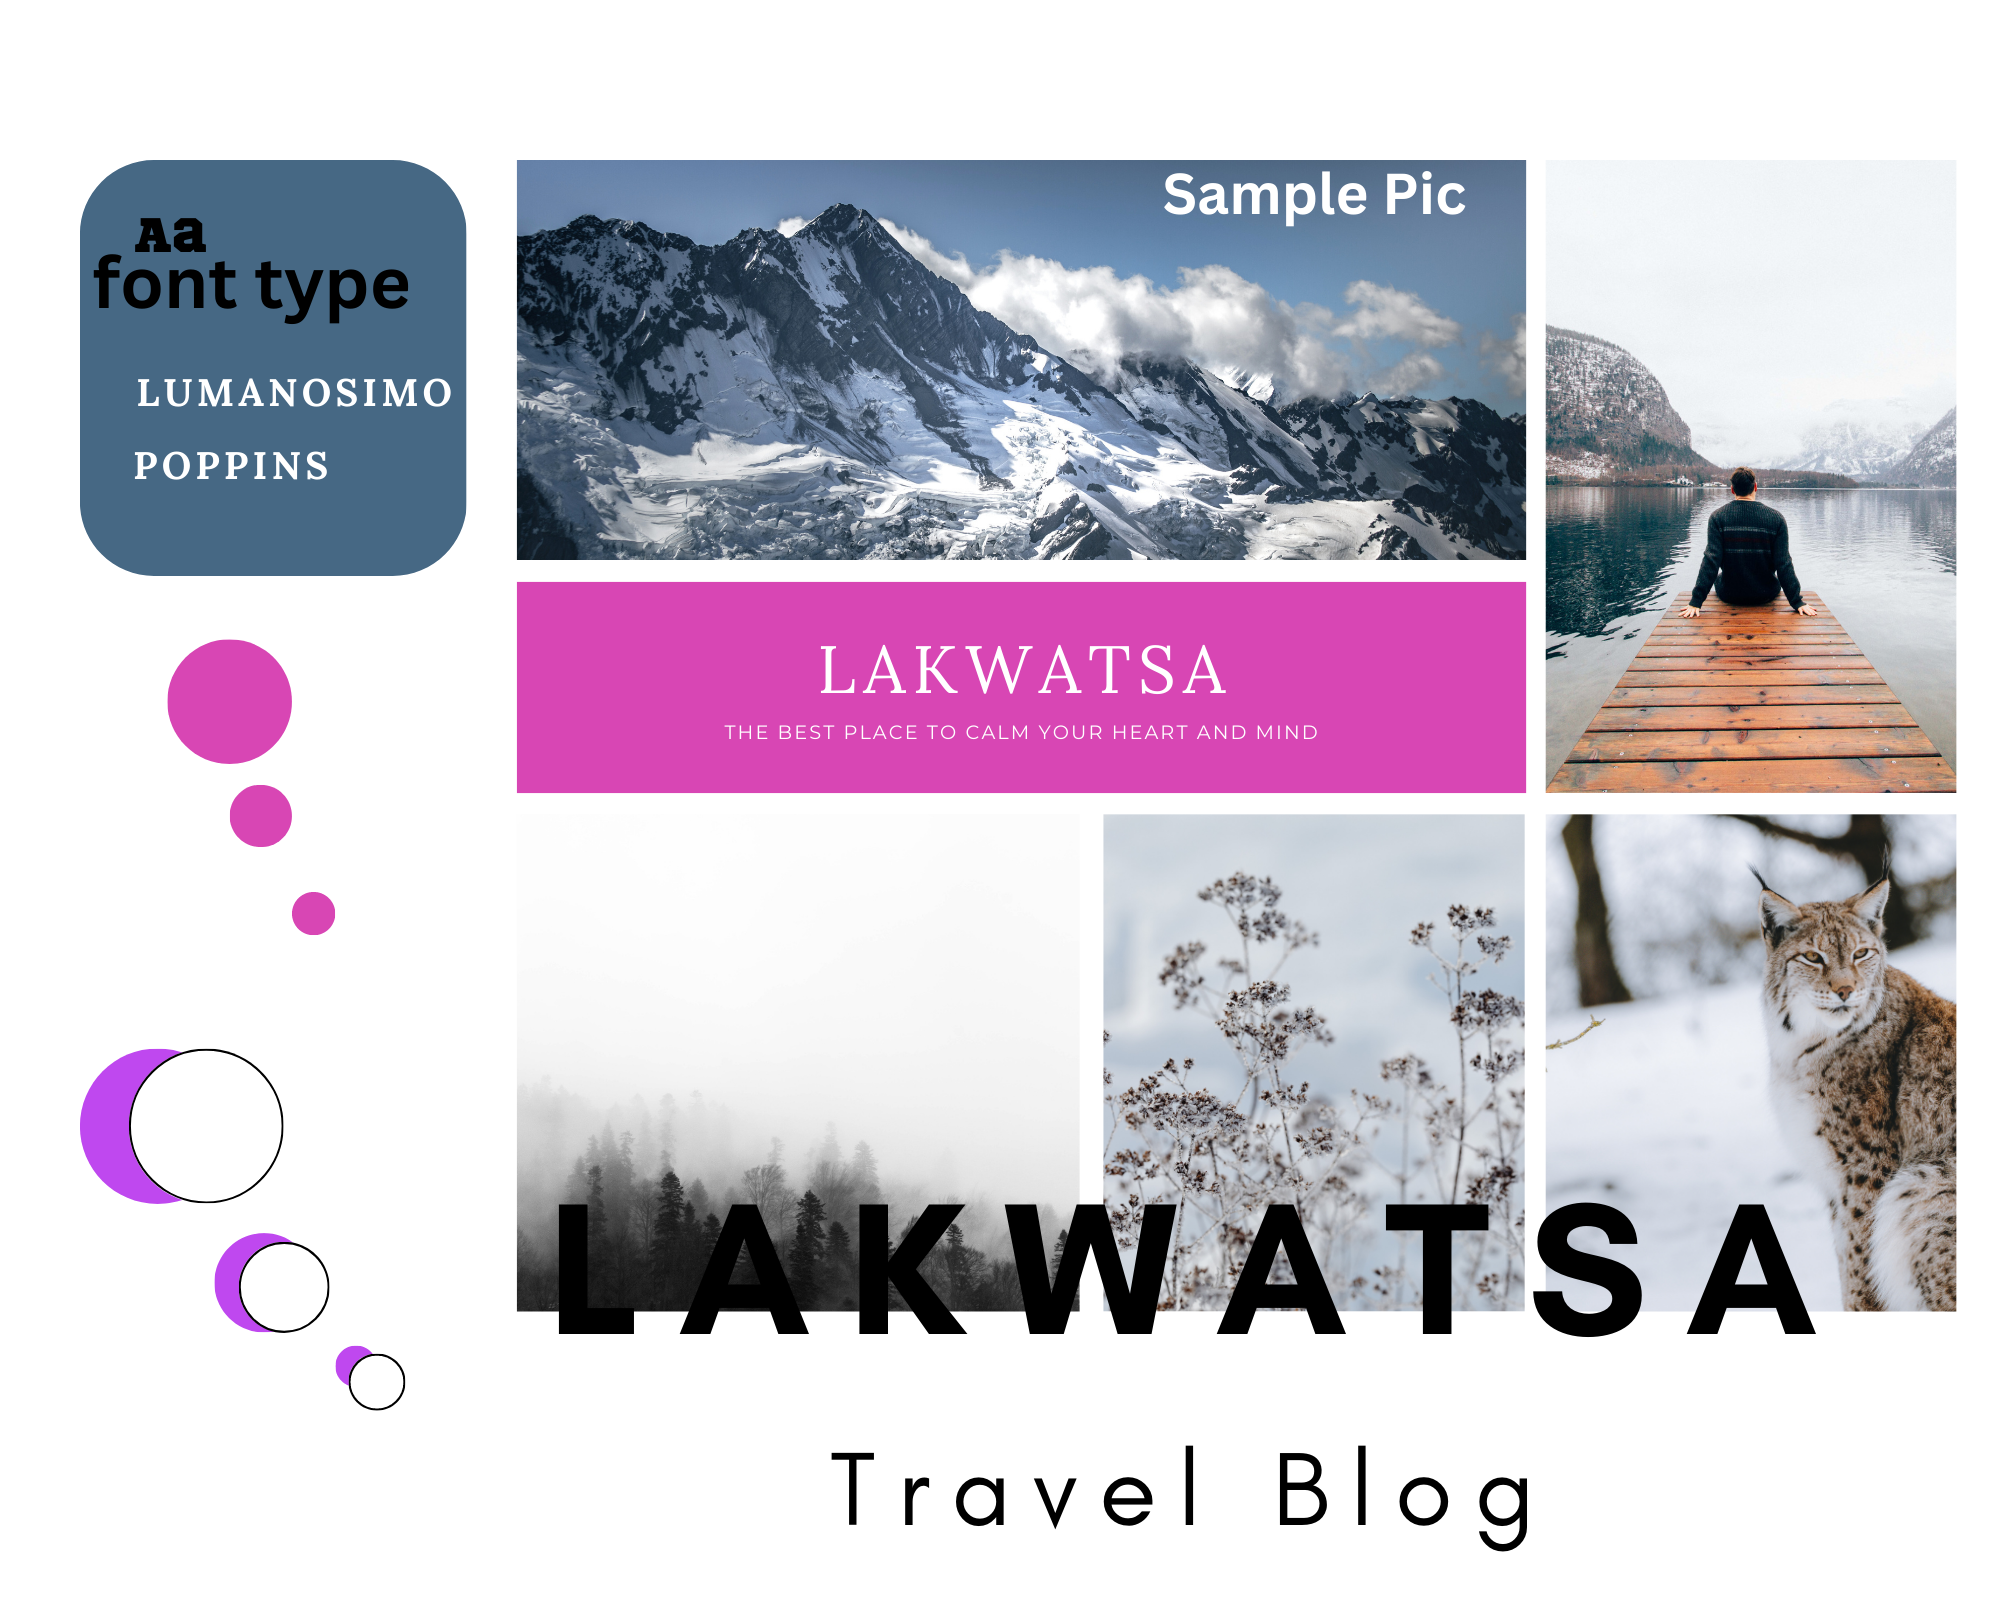 Aa
font type
LUMANOSIMO
POPPINS
Sample Pic
LAKWATSA
THE BEST PLACE TO CALM YOUR HEART AND MIND
LAKWATSA
Travel Blog